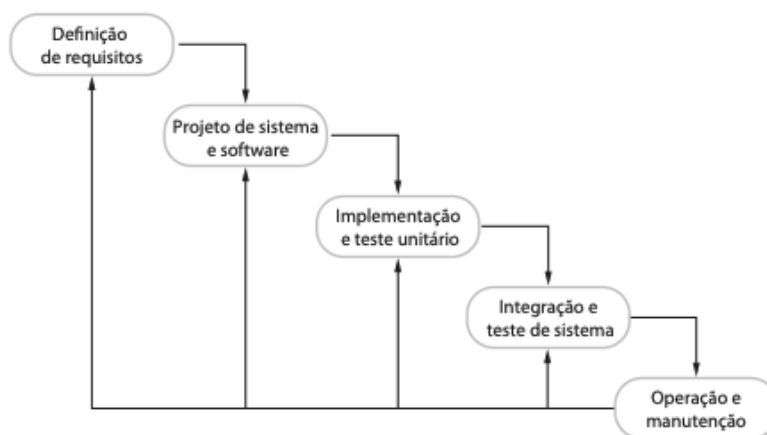 Definição
de requisitos
Projeto de sistema
e software
Implementação
e teste unitário
Integração e
teste de sistema
Operação e
manutenção